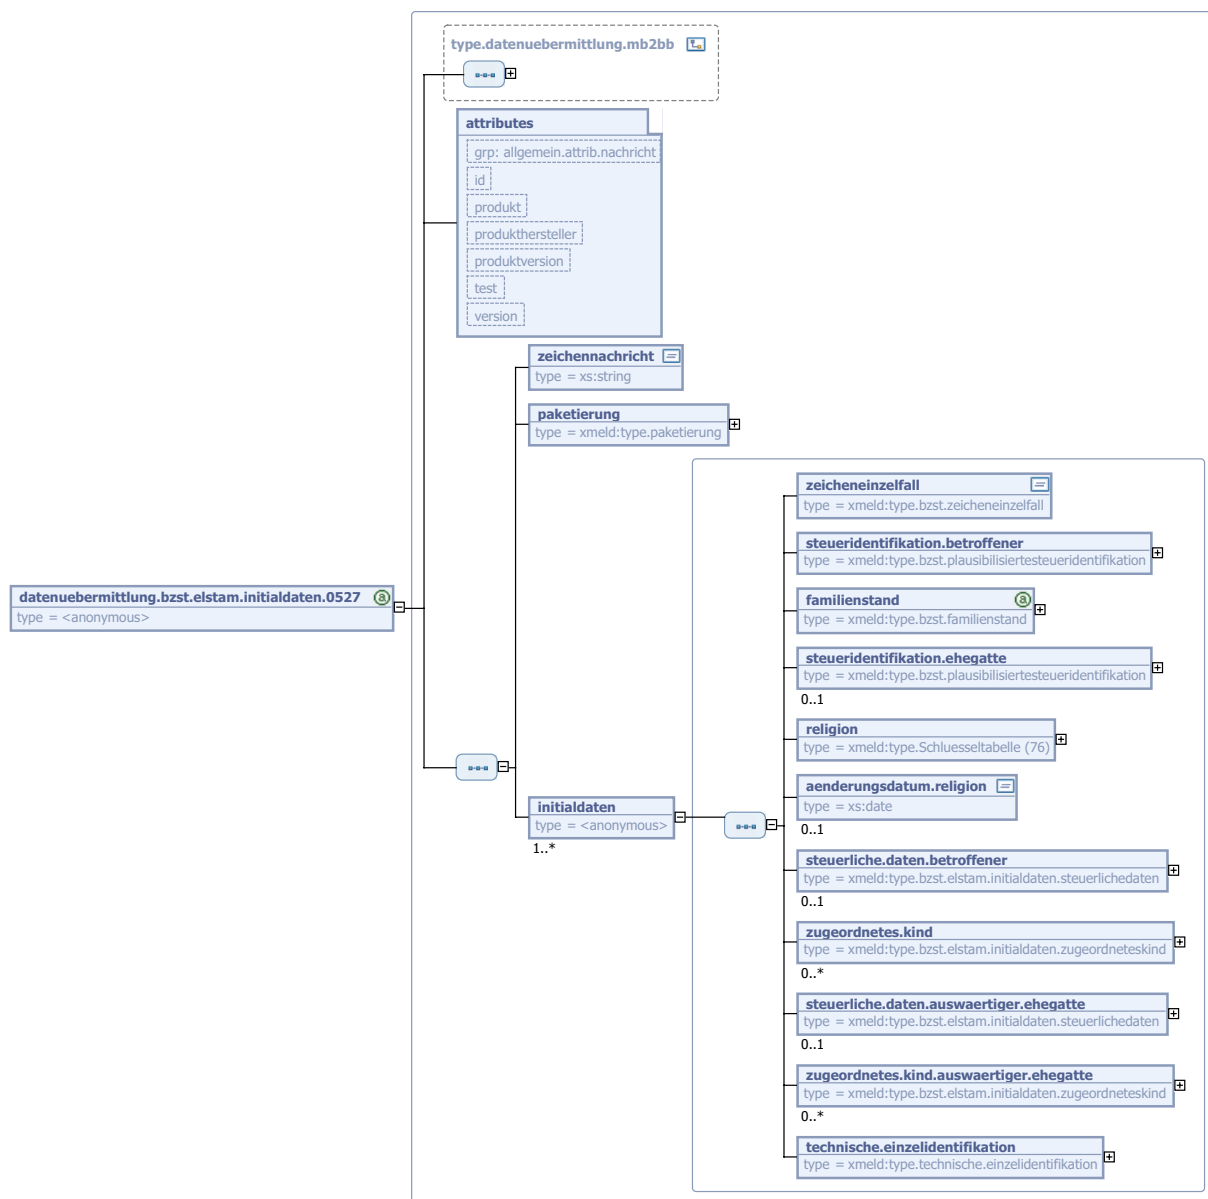 type.datenuebermittlung.mb2bb
attributes
grp: allgemein.attrib.nachricht
id
produkt
produkthersteller
produktversion
test
version
zeichennachricht
type = xs:string
paketierung
type = xmeld:type.paketierung
datenuebermittlung.bzst.elstam.initialdaten.0527
type = <anonymous>
initialdaten
type = <anonymous>
1..*
zeicheneinzelfall
type = xmeld:type.bzst.zeicheneinzelfall
steueridentifikation.betroffener
type = xmeld:type.bzst.plausibilisiertesteueridentifikation
familienstand
type = xmeld:type.bzst.familienstand
steueridentifikation.ehegatte
type = xmeld:type.bzst.plausibilisiertesteueridentifikation
0..1
religion
type = xmeld:type.Schluesseltabelle (76)
aenderungsdatum.religion
type = xs:date
0..1
steuerliche.daten.betroffener
type = xmeld:type.bzst.elstam.initialdaten.steuerlichedaten
0..1
zugeordnetes.kind
type = xmeld:type.bzst.elstam.initialdaten.zugeordneteskind
0..*
steuerliche.daten.auswaertiger.ehegatte
type = xmeld:type.bzst.elstam.initialdaten.steuerlichedaten
0..1
zugeordnetes.kind.auswaertiger.ehegatte
type = xmeld:type.bzst.elstam.initialdaten.zugeordneteskind
0..*
technische.einzelidentifikation
type = xmeld:type.technische.einzelidentifikation